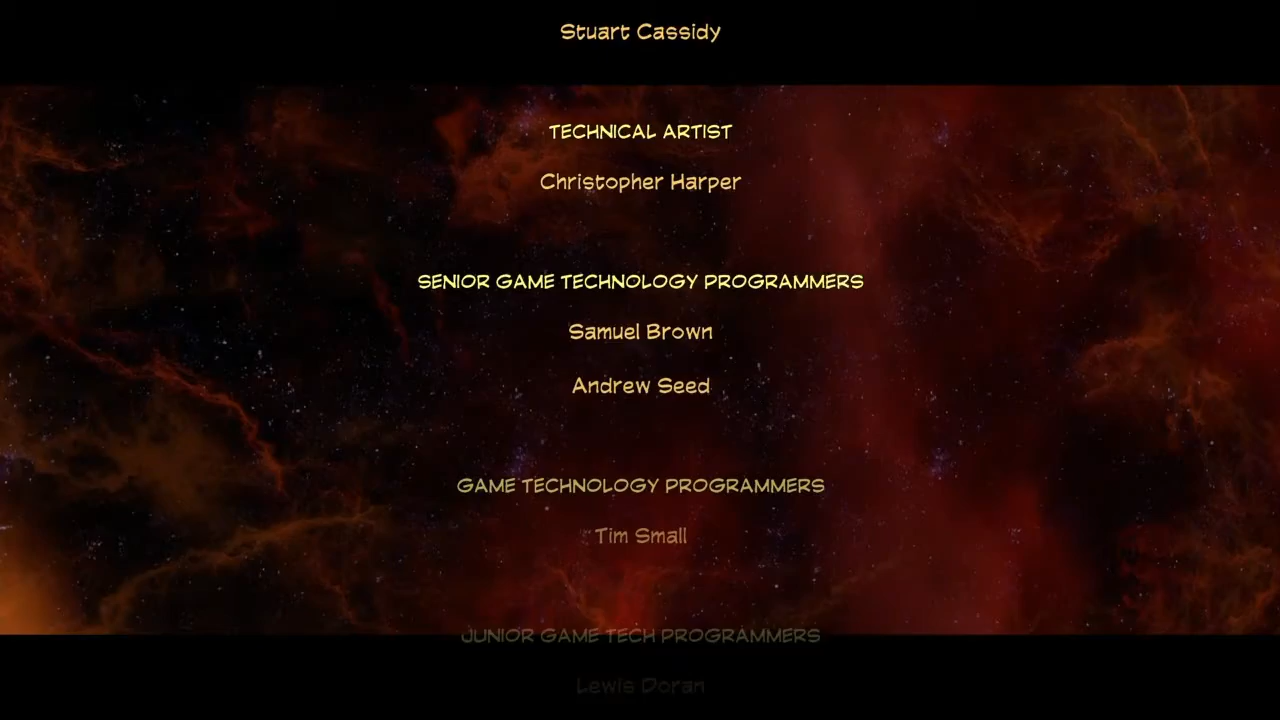 Stuart Cassidy
TECHNICAL ARTIST
Christopher Harper
SENIOR GAME TECHNOLOGY PROGRAMMERS
Samuel Brown
Andrew Seed
GAME TECHNOLOGY PROGRAMMERS
Tim Small
JUNIOR GAME TECH PROGRAMMERS
Lewis Doran